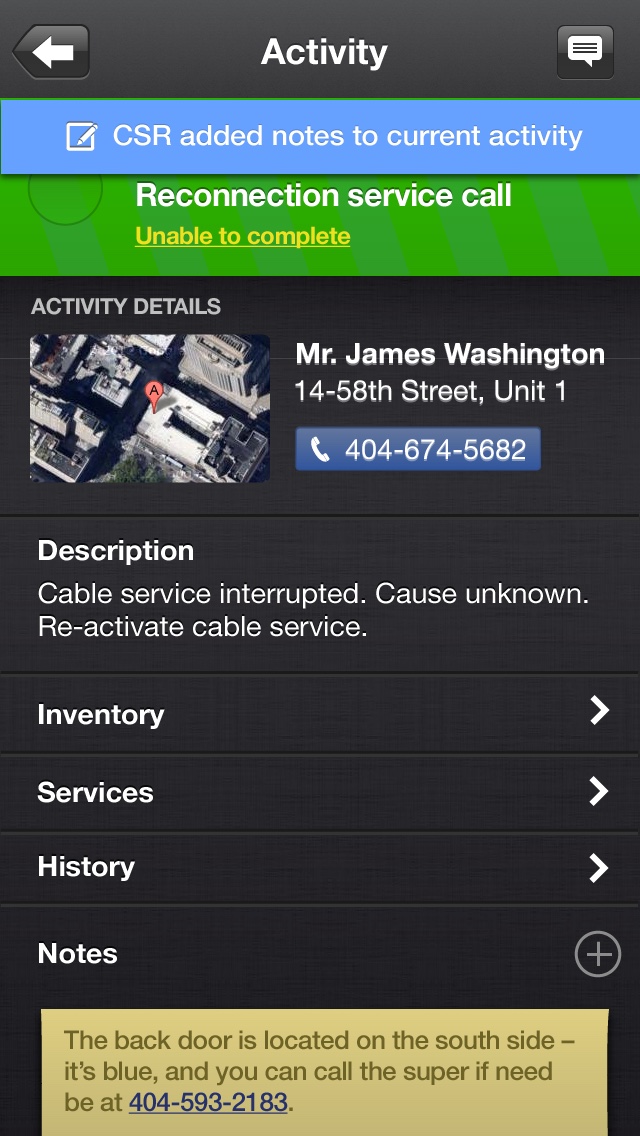 Activity
CSR added notes to current activity
Reconnection service call
Unable to complete
ACTIVITY DETAILS
A
Mr. James Washington
14-58th Street, Unit 1
404-674-5682
Description
Cable service interrupted. Cause unknown.
Re-activate cable service.
Inventory
Services
History
Notes
The back door is located on the south side –
it’s blue, and you can call the super if need
be at 404-593-2183.